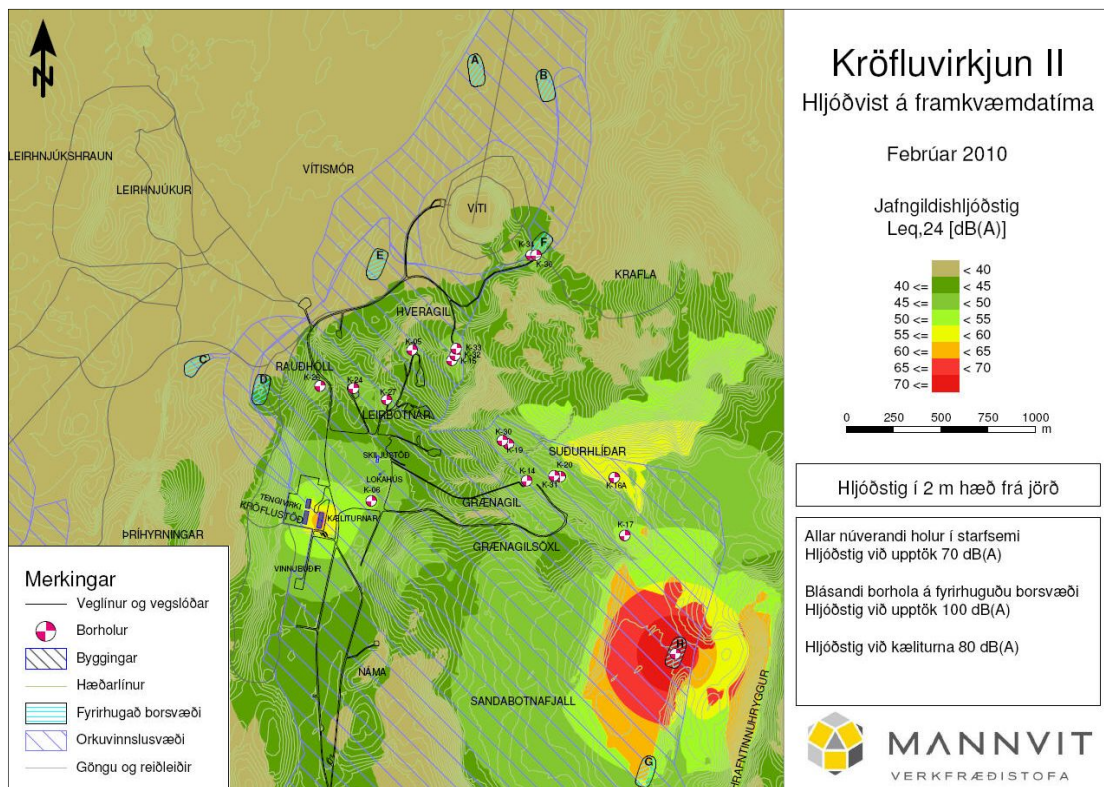 N
A
B
LEIRHNJÚKSHRAUN
LEIRHNJÚKUR
VÍTISMÓR
VÍTI
K-34
F
K-36
E
KRAFLA
HVERAGIL
K-05
K-33
K-32
K-15
C
D
RAUÐHÓLL
K-26
K-24
K-27
LEIRBOTNAR
K-30
K-19
SUÐURHLÍÐAR
SKILJUSTÖÐ
LOKAHÚS
K-14
K-20
K-31
K-16A
K-06
TENGIVIRKI
KRÖFLUSTÖÐ
KÆLITURNAR
GRÆNAGIL
GRÆNAGILSÖXL
K-17
ÞRÍHYRNINGAR
VINNUBÚÐIR
H
NÁMA
SANDABOTNAFJALL
HRAFNTINNUHRYGGUR
G
Merkingar
Veglínur og vegslóðar
Borholur
Byggingar
Hæðarlínur
Fyrirhugað borsvæði
Orkuvinnslusvæði
Göngu og reiðleiðir
Kröfluvirkjun II
Hljóðvist á framkvæmdatíma
Febrúar 2010
Jafngildishljóðstig
Leq,24 [dB(A)]
< 40
40 <= < 45
45 <= < 50
50 <= < 55
55 <= < 60
60 <= < 65
65 <= < 70
70 <=
0 250 500 750 1000
m
Hljóðstig í 2 m hæð frá jörð
Allar núverandi holur í starfsemi
Hljóðstig við upptök 70 dB(A)
Blásandi borhola á fyrirhuguðu borsvæði
Hljóðstig við upptök 100 dB(A)
Hljóðstig við kæliturna 80 dB(A)
MANNVIT
VERKFRÆÐISTOFA